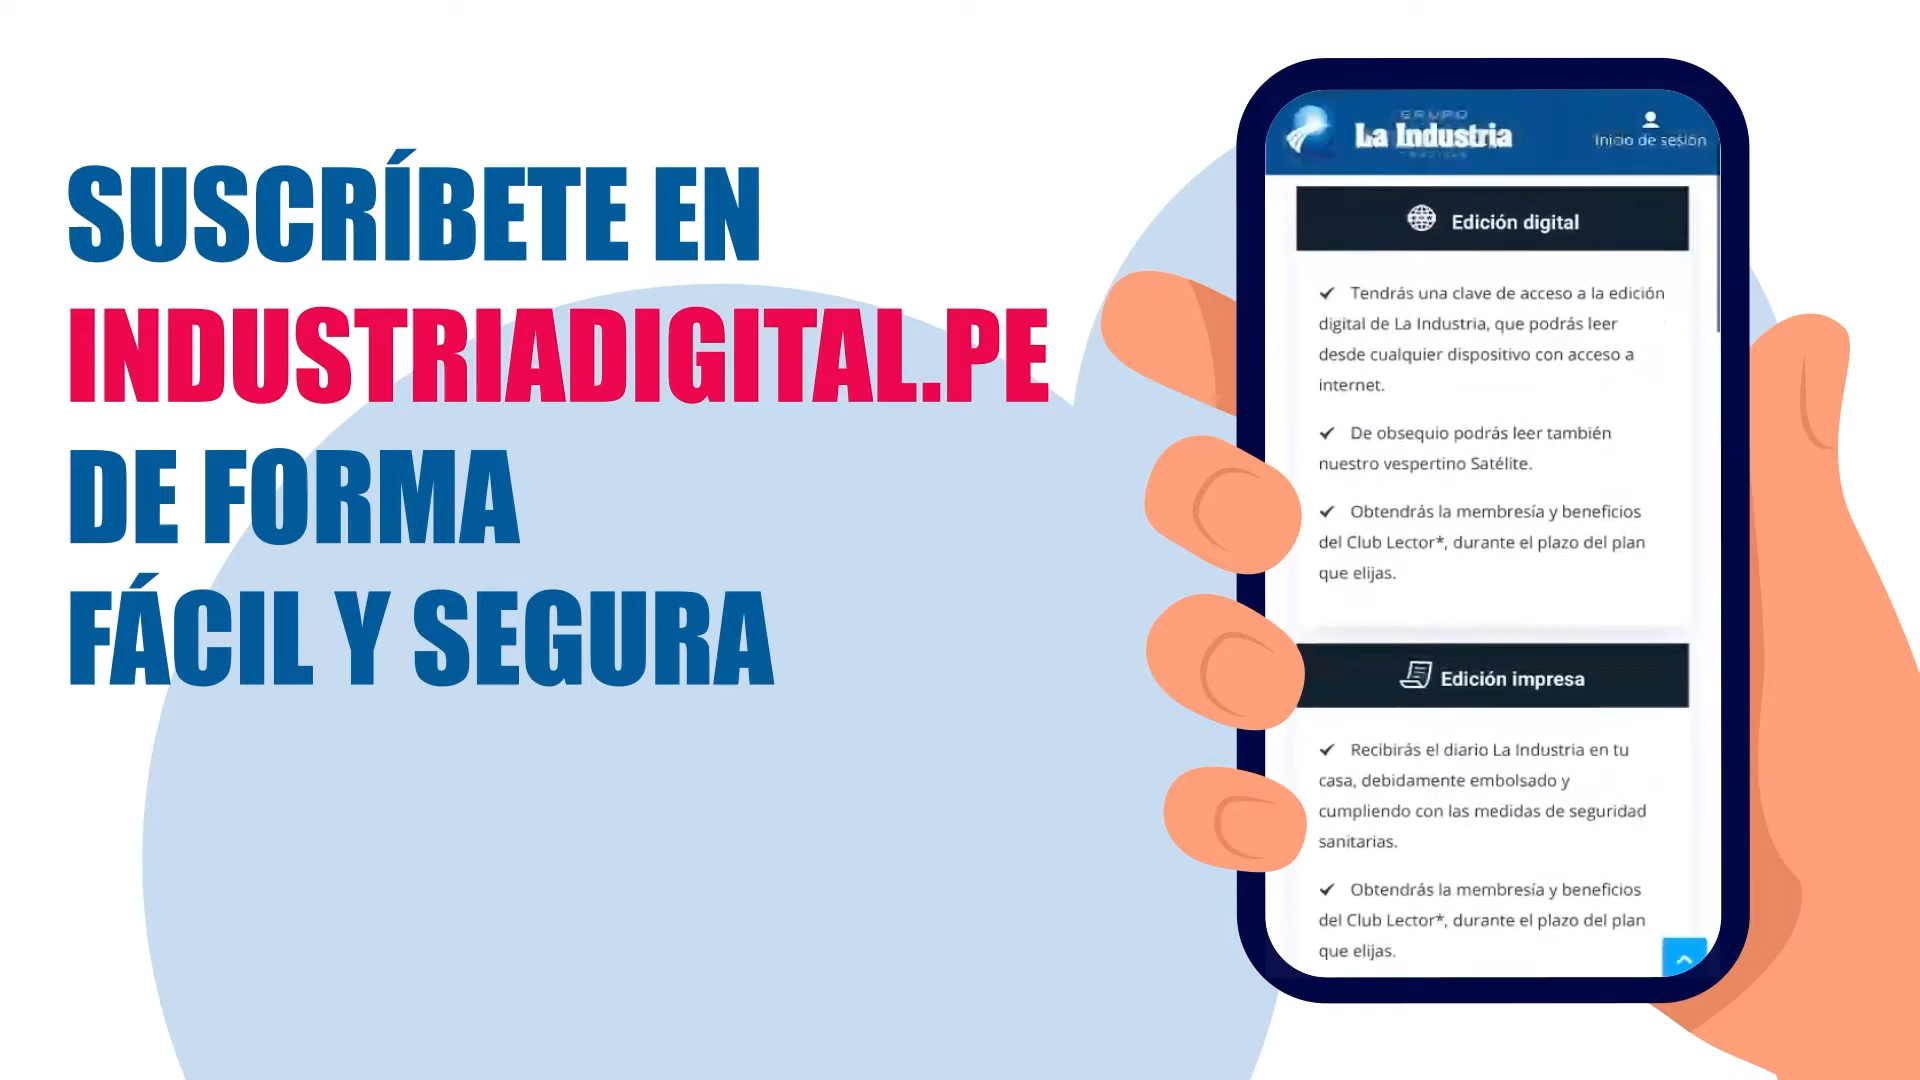 SUSCRÍBETE EN
INDUSTRIADIGITAL.PE
DE FORMA
FÁCIL Y SEGURA
GRUPO
La Industria
Inicio de sesión
Edición digital
Tendrás una clave de acceso a la edición
digital de La Industria, que podrás leer
desde cualquier dispositivo con acceso a
internet.
De obsequio podrás leer también
nuestro vespertino Satélite.
Obtendrás la membresía y beneficios
del Club Lector*, durante el plazo del plan
que elijas.
Edición impresa
Recibirás el diario La Industria en tu
casa, debidamente embolsado y
cumpliendo con las medidas de seguridad
sanitarias.
Obtendrás la membresía y beneficios
del Club Lector*, durante el plazo del plan
que elijas.